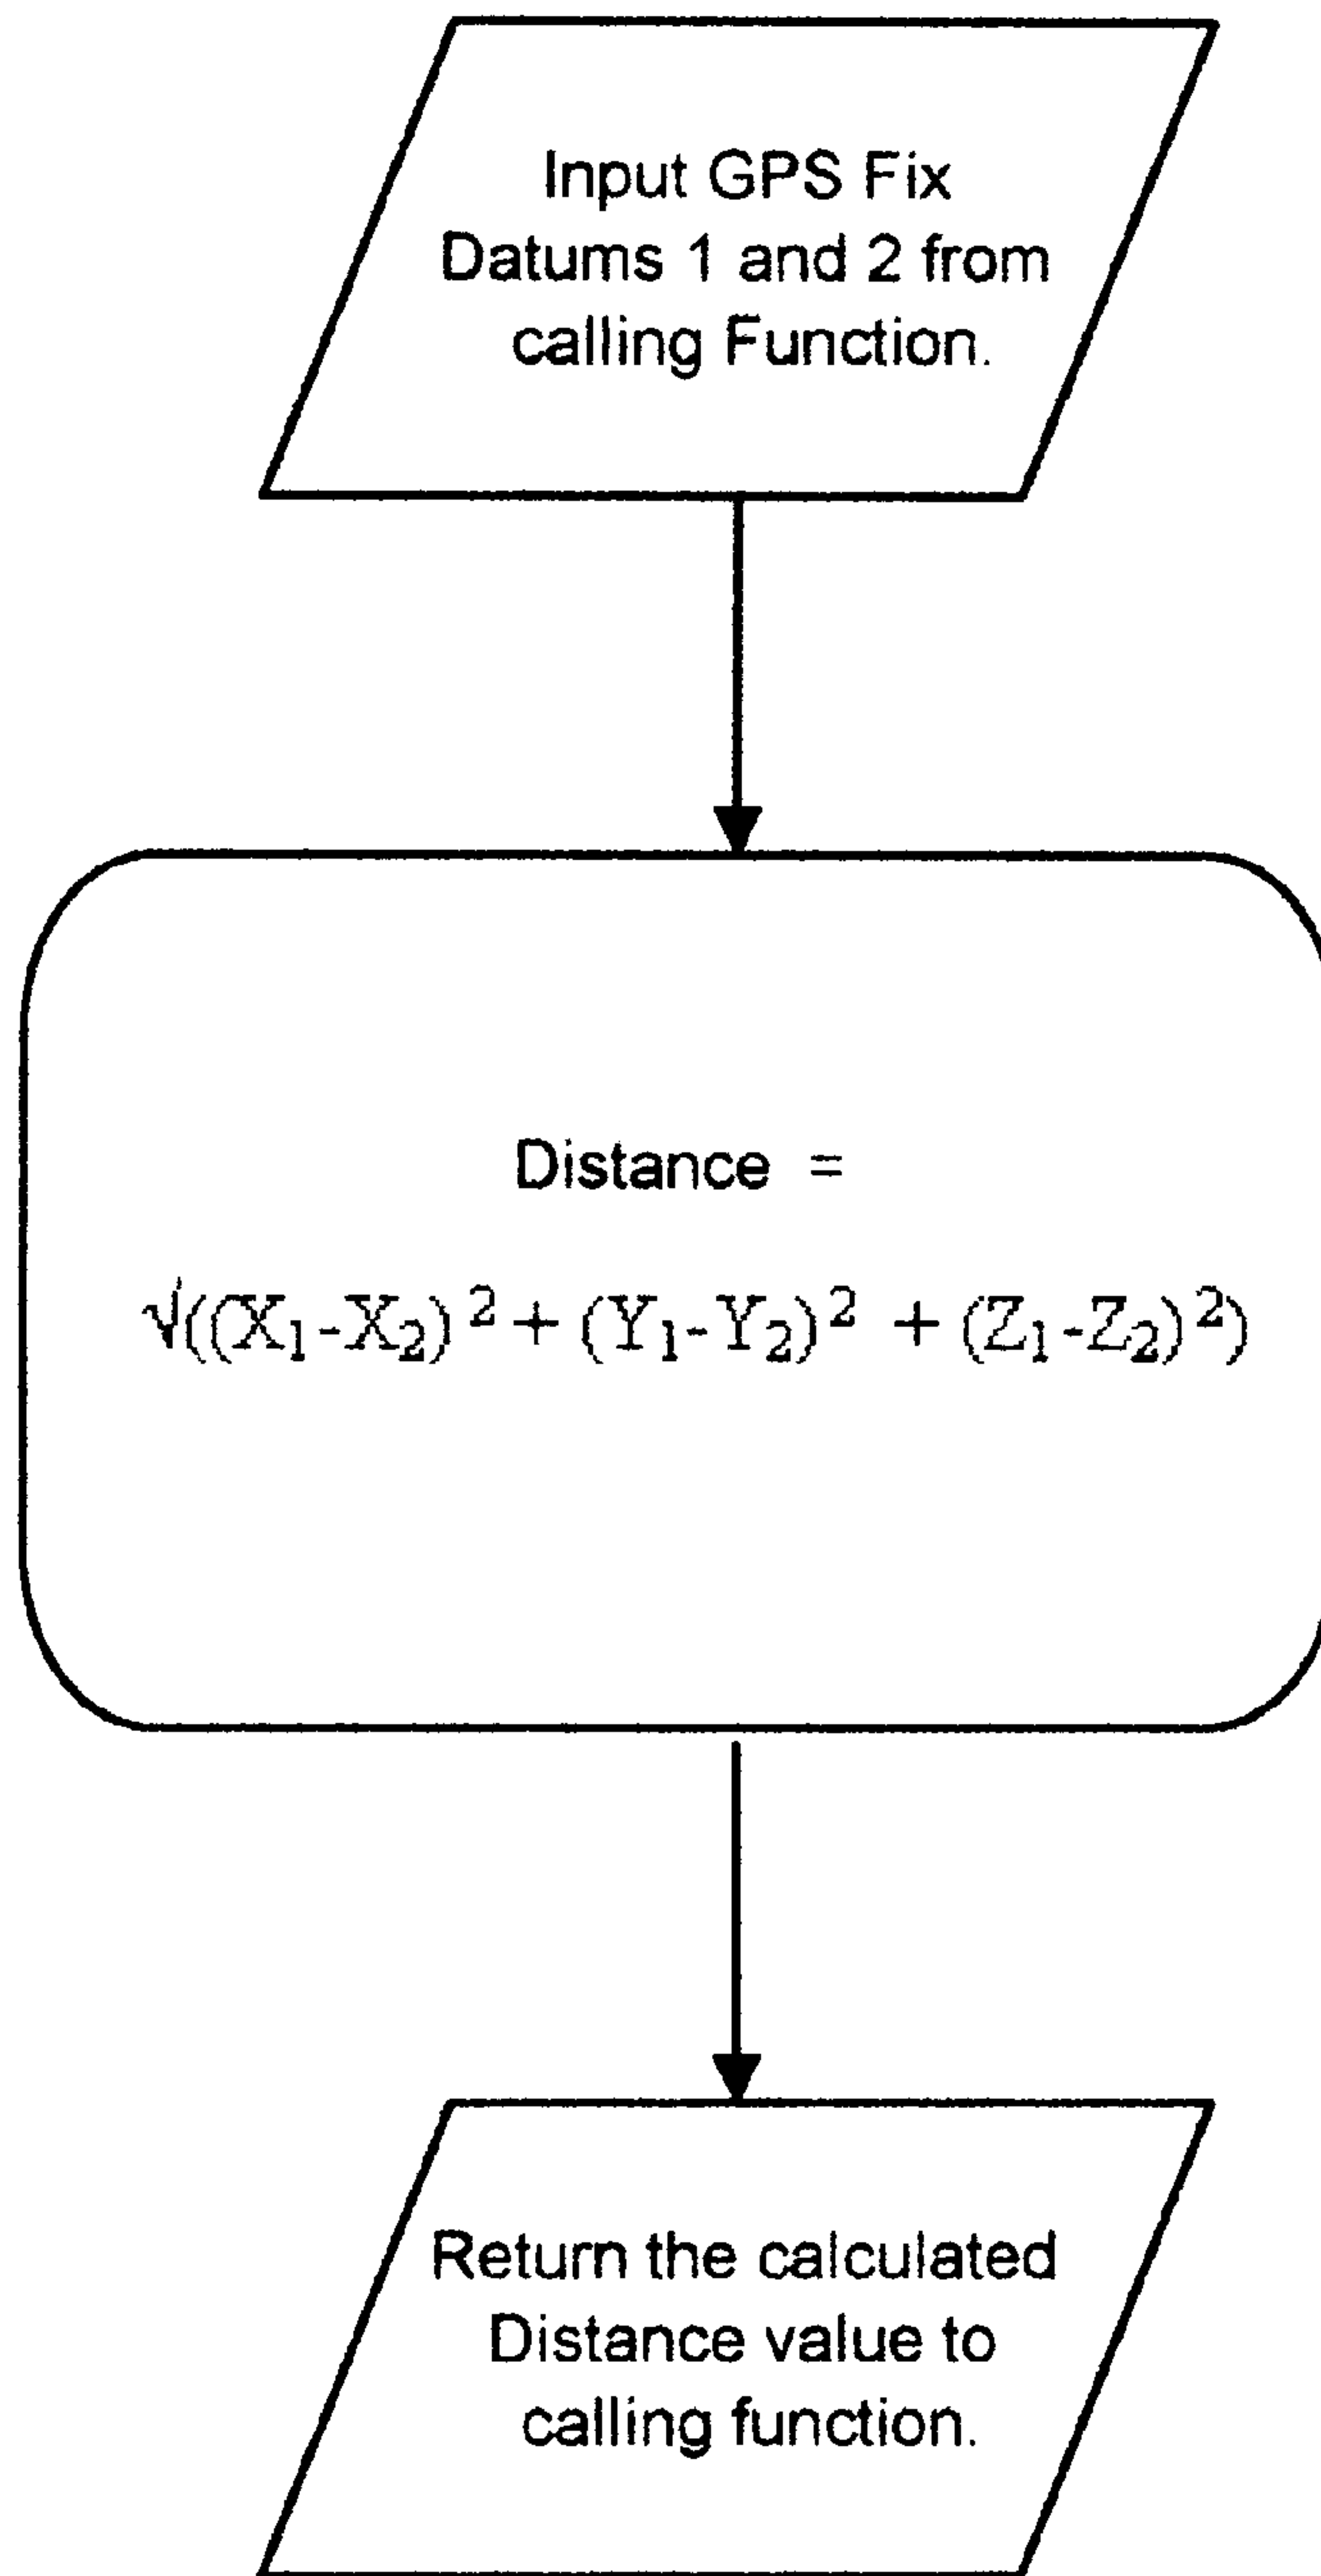 Input GPS Fix
Datums 1 and 2 from
calling Function.
Distance =
√((X₁-X₂)² + (Y₁-Y₂)² + (Z₁-Z₂)²)
Return the calculated
Distance value to
calling function.